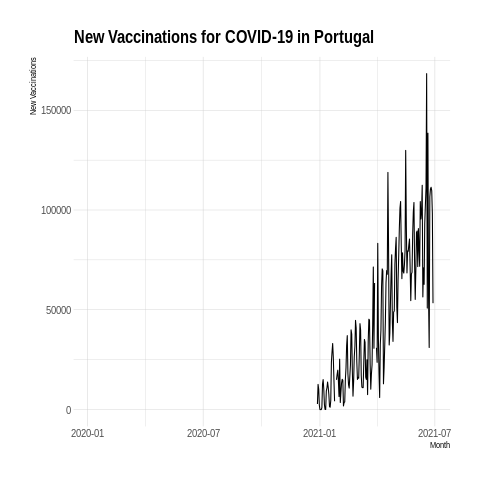 New Vaccinations for COVID-19 in Portugal
New Vaccinations
150000
100000
50000
0
2020-01 2020-07 2021-01 2021-07
Month